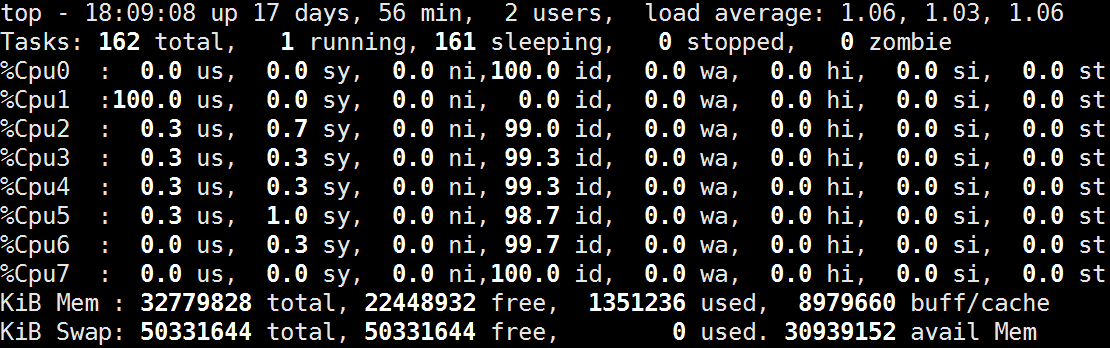 top - 18:09:08 up 17 days, 56 min,  2 users,  load average: 1.06, 1.03, 1.06
Tasks: 162 total,   1 running, 161 sleeping,   0 stopped,   0 zombie
%Cpu0  :  0.0 us,  0.0 sy,  0.0 ni,100.0 id,  0.0 wa,  0.0 hi,  0.0 si,  0.0 st
%Cpu1  :100.0 us,  0.0 sy,  0.0 ni,  0.0 id,  0.0 wa,  0.0 hi,  0.0 si,  0.0 st
%Cpu2  :  0.3 us,  0.7 sy,  0.0 ni, 99.0 id,  0.0 wa,  0.0 hi,  0.0 si,  0.0 st
%Cpu3  :  0.3 us,  0.3 sy,  0.0 ni, 99.3 id,  0.0 wa,  0.0 hi,  0.0 si,  0.0 st
%Cpu4  :  0.3 us,  0.3 sy,  0.0 ni, 99.3 id,  0.0 wa,  0.0 hi,  0.0 si,  0.0 st
%Cpu5  :  0.3 us,  1.0 sy,  0.0 ni, 98.7 id,  0.0 wa,  0.0 hi,  0.0 si,  0.0 st
%Cpu6  :  0.0 us,  0.3 sy,  0.0 ni, 99.7 id,  0.0 wa,  0.0 hi,  0.0 si,  0.0 st
%Cpu7  :  0.0 us,  0.0 sy,  0.0 ni,100.0 id,  0.0 wa,  0.0 hi,  0.0 si,  0.0 st
KiB Mem : 32779828 total, 22448932 free,  1351236 used,  8979660 buff/cache
KiB Swap: 50331644 total, 50331644 free,        0 used. 30939152 avail Mem